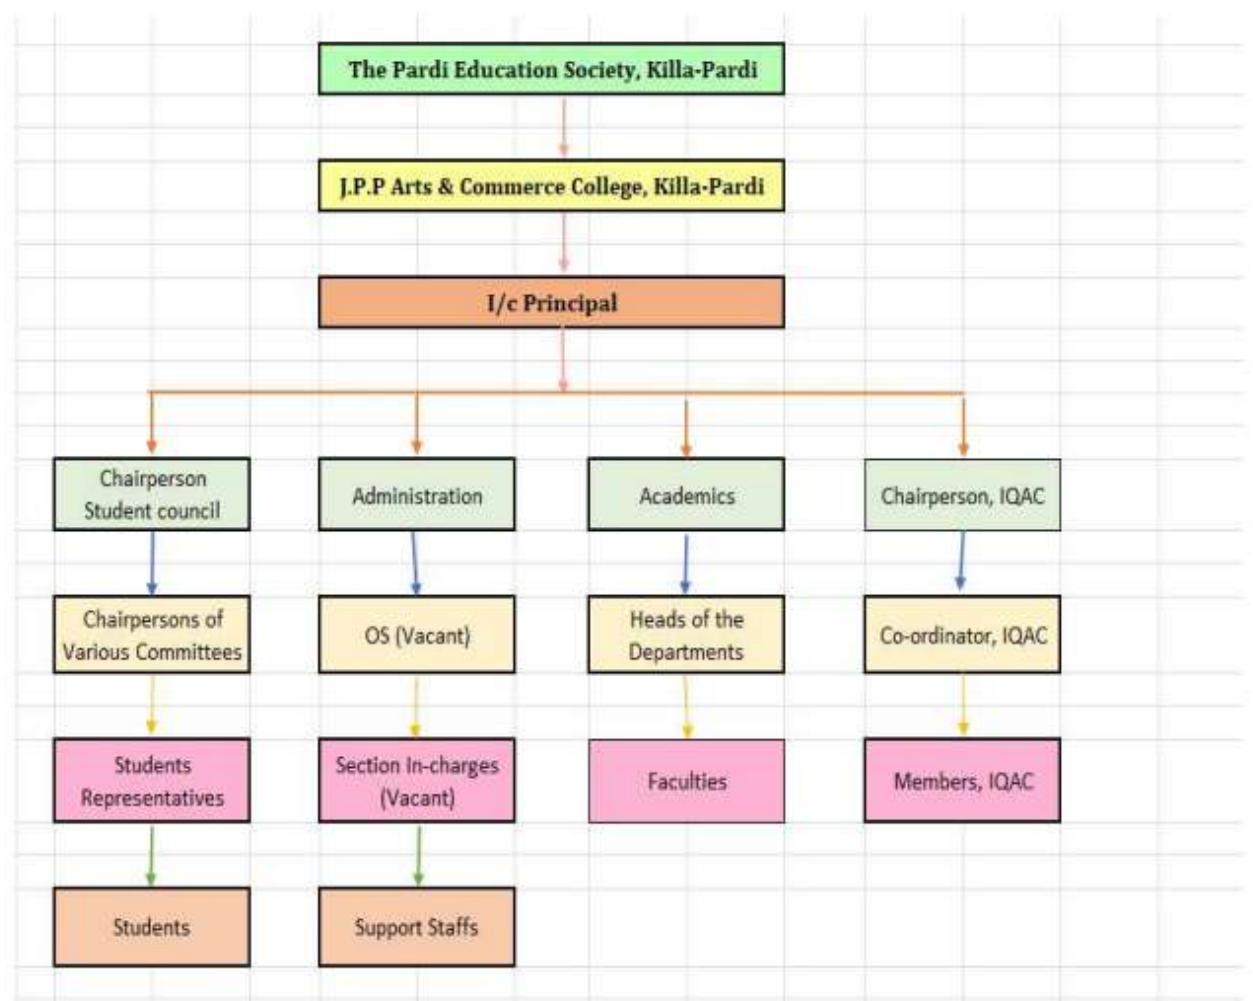 The Pardi Education Society, Killa-Pardi
J.P.P Arts & Commerce College, Killa-Pardi
I/c Principal
Chairperson
Student council
Administration
Academics
Chairperson, IQAC
Chairpersons of
Various Committees
OS (Vacant)
Heads of the
Departments
Co-ordinator, IQAC
Students
Representatives
Section In-charges
(Vacant)
Faculties
Members, IQAC
Students
Support Staffs